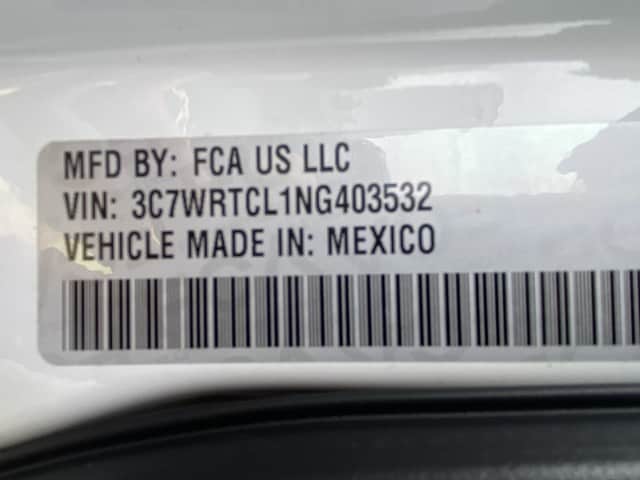 MFD BY: FCA US LLC
VIN: 3C7WRTCL1NG403532
VEHICLE MADE IN: MEXICO